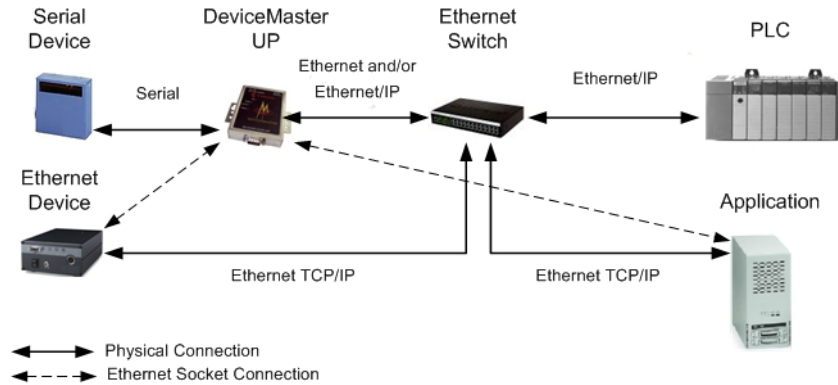 Serial
Device
DeviceMaster
UP
Ethernet
Switch
PLC
Serial
Ethernet and/or
Ethernet/IP
Ethernet/IP
Ethernet
Device
Application
Ethernet TCP/IP
Ethernet TCP/IP
Physical Connection
Ethernet Socket Connection